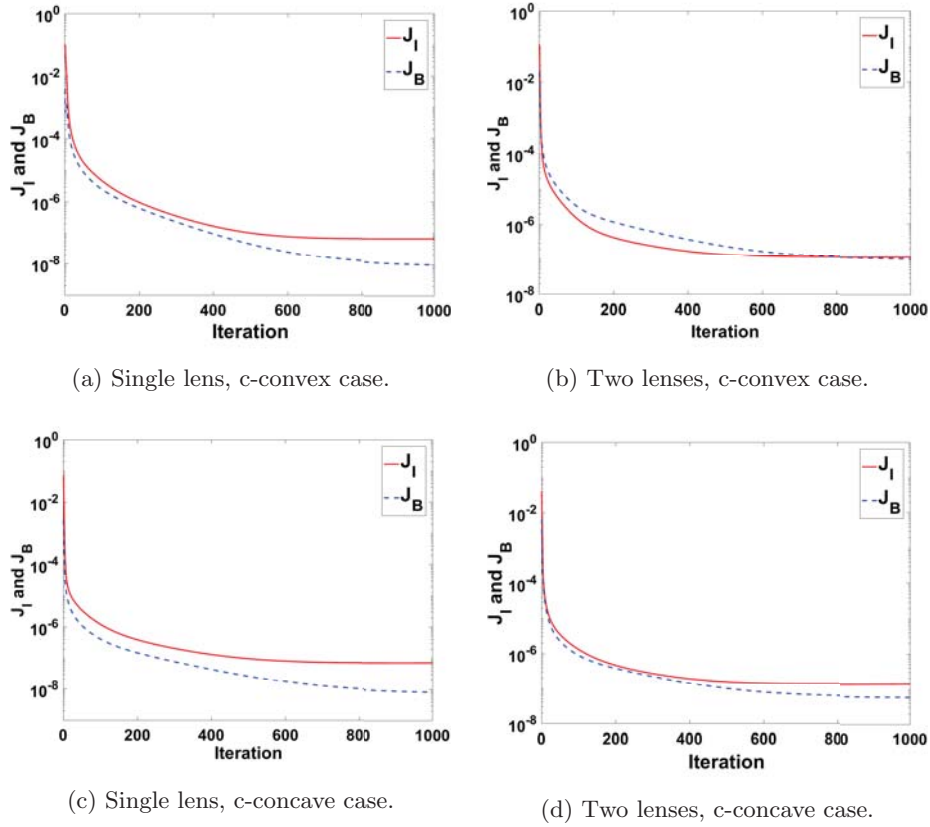 10^0
10^-2
10^-4
10^-6
10^-8
J_I and J_B
J_I
J_B
0 200 400 600 800 1000
Iteration
(a) Single lens, c-convex case.
10^0
10^-2
10^-4
10^-6
10^-8
J_I and J_B
J_I
J_B
0 200 400 600 800 1000
Iteration
(b) Two lenses, c-convex case.
10^0
10^-2
10^-4
10^-6
10^-8
J_I and J_B
J_I
J_B
0 200 400 600 800 1000
Iteration
(c) Single lens, c-concave case.
10^0
10^-2
10^-4
10^-6
10^-8
J_I and J_B
J_I
J_B
0 200 400 600 800 1000
Iteration
(d) Two lenses, c-concave case.